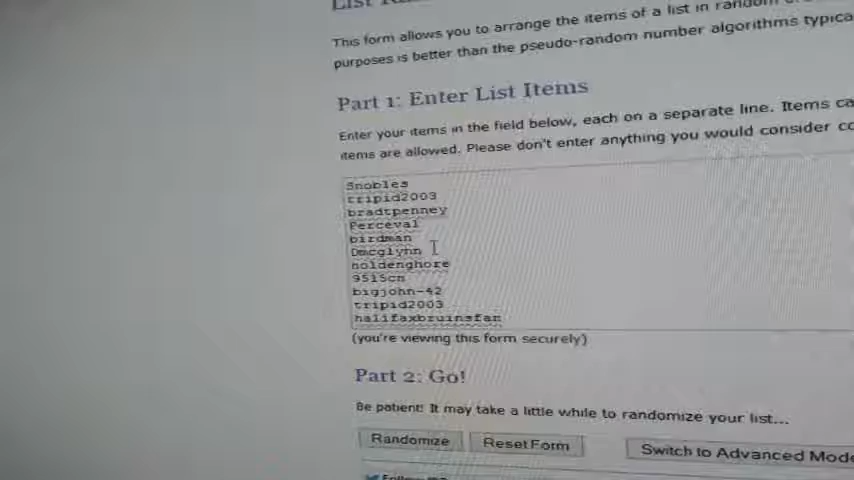 List
This form allows you to arrange the items of a list in random
purposes is better than the pseudo-random number algorithms typica
Part 1: Enter List Items
Enter your items in the field below, each on a separate line. Items ca
items are allowed. Please don't enter anything you would consider co
Snobles
tripid2003
bradtpenney
Perceval
birdman
Dmcglynn
holdenghore
9515cn
bigjohn-42
tripid2003
halifaxbruinsfan
(you're viewing this form securely)
Part 2: Go!
Be patient! It may take a little while to randomize your list...
Randomize Reset Form Switch to Advanced Mode
Follow